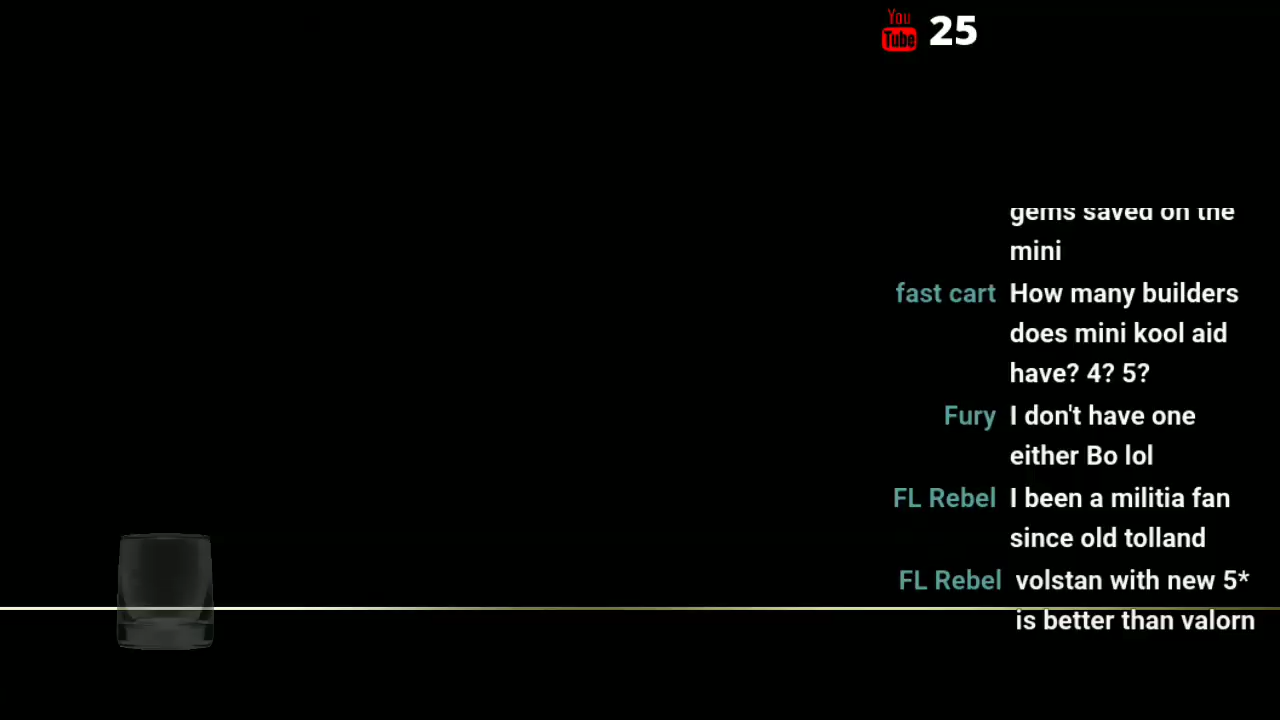 You
Tube 25
gems saved on the
mini
fast cart How many builders
does mini kool aid
have? 4? 5?
Fury I don't have one
either Bo lol
FL Rebel I been a militia fan
since old tolland
FL Rebel volstan with new 5*
is better than valorn